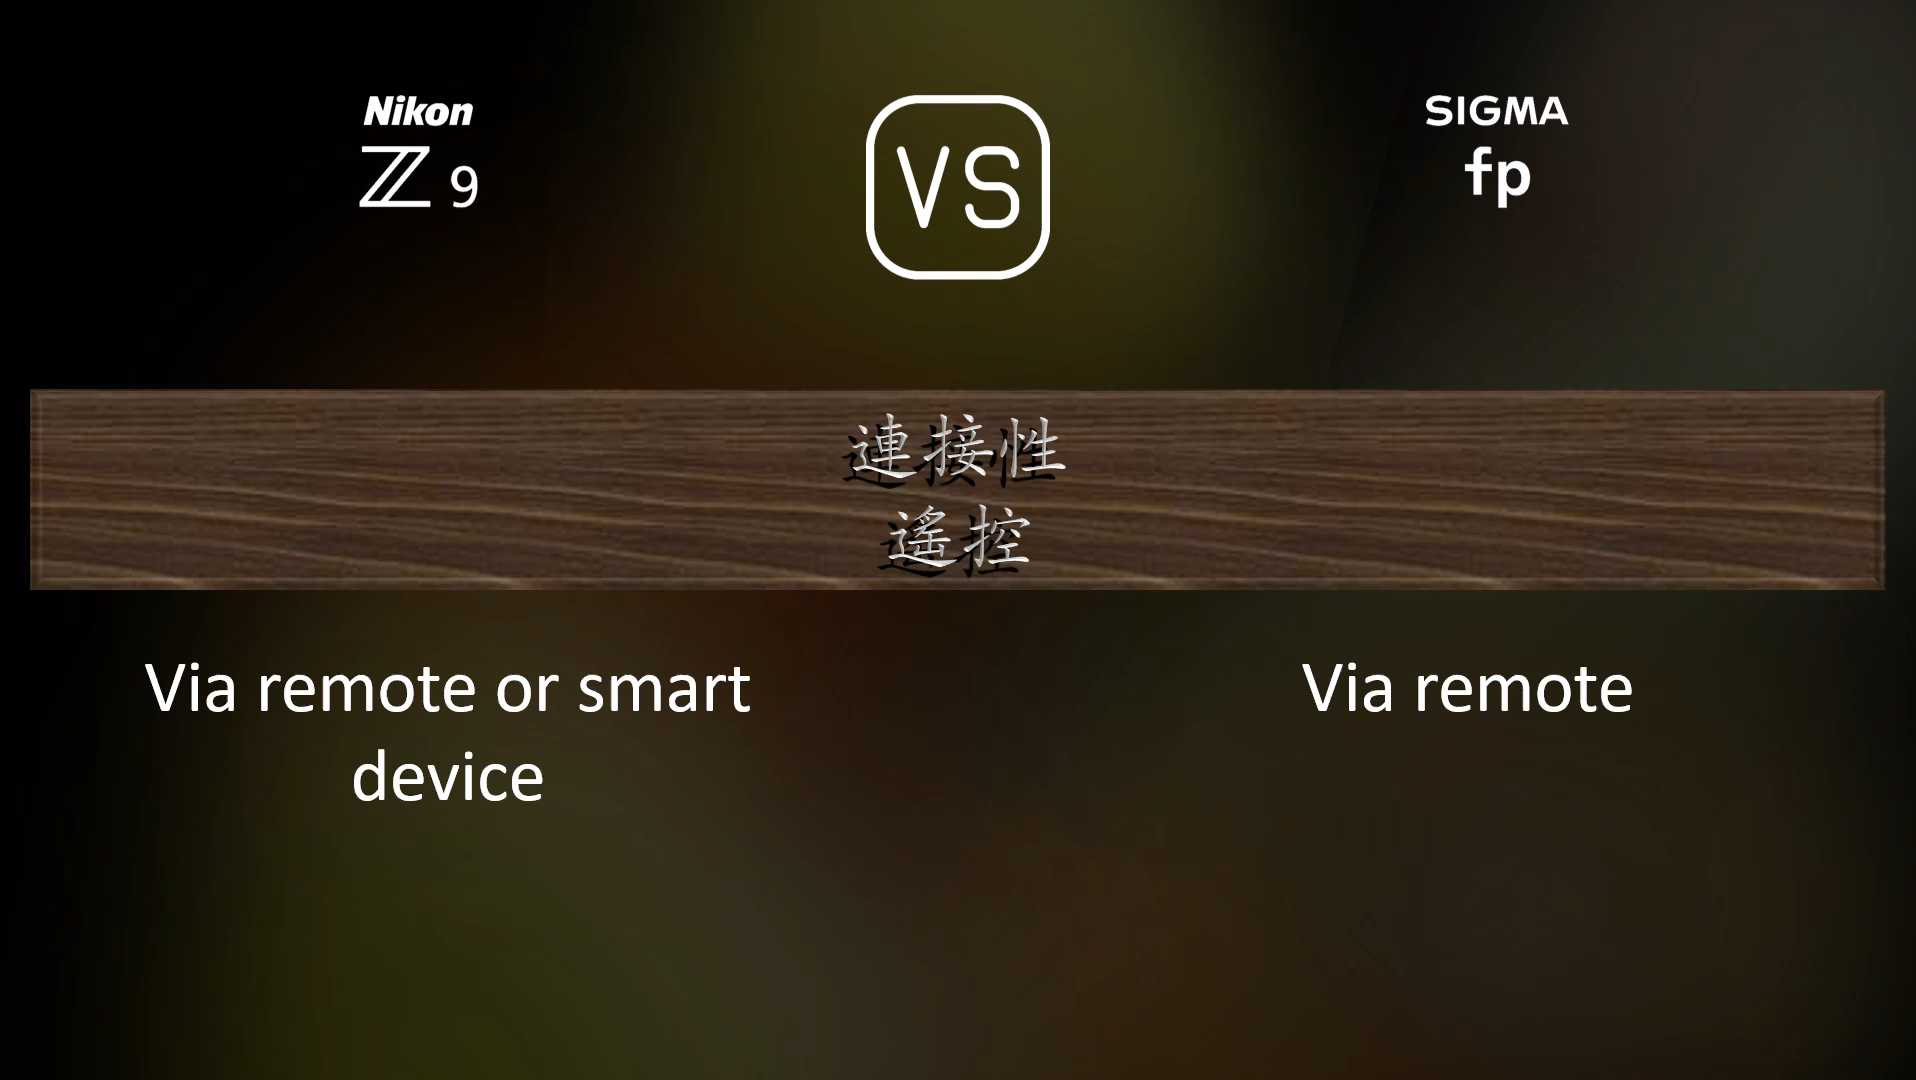 Nikon
Z 9
VS
SIGMA
fp
連接性
遙控
Via remote or smart
device
Via remote